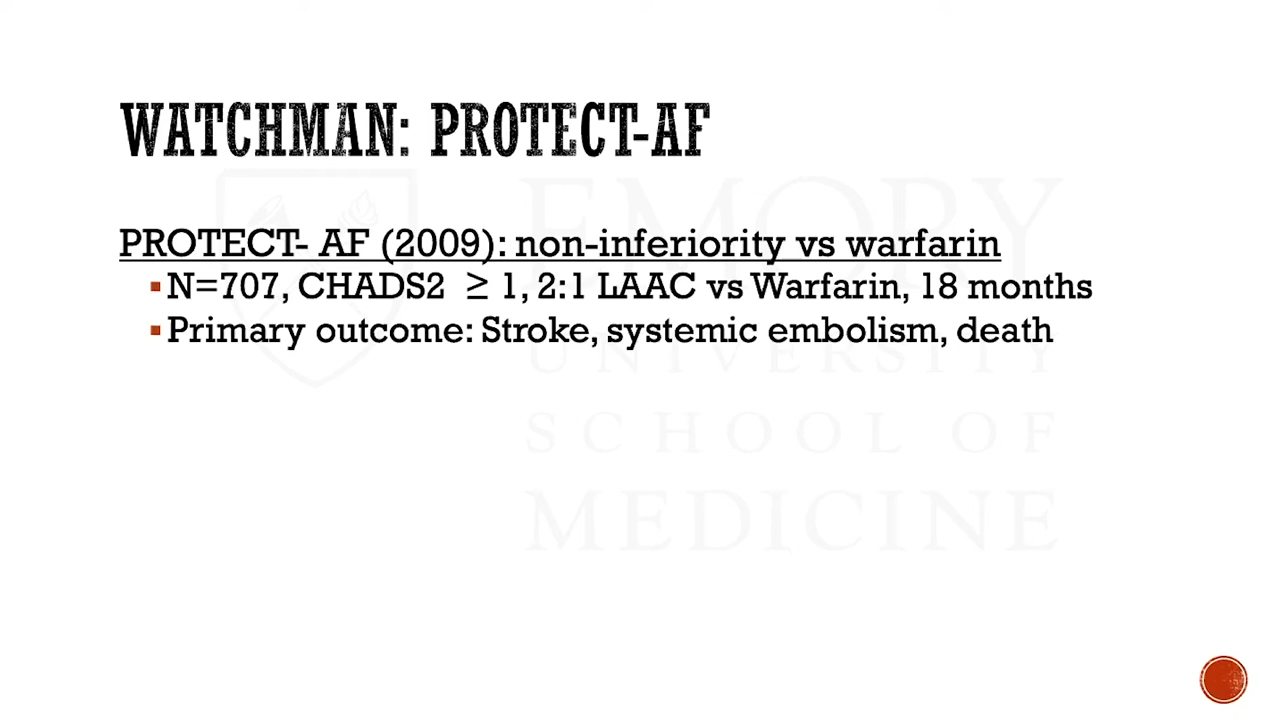 WATCHMAN: PROTECT-AF
PROTECT- AF (2009): non-inferiority vs warfarin
▪N=707, CHADS2 ≥ 1, 2:1 LAAC vs Warfarin, 18 months
▪Primary outcome: Stroke, systemic embolism, death
EMORY
UNIVERSITY
SCHOOL OF
MEDICINE